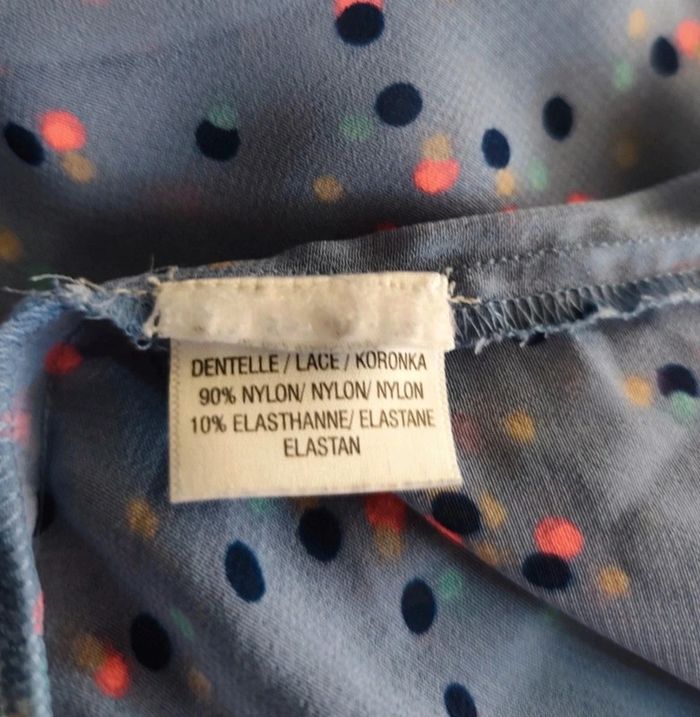 DENTELLE / LACE / KORONKA
90% NYLON/ NYLON/ NYLON
10% ELASTHANNE/ ELASTANE
ELASTAN